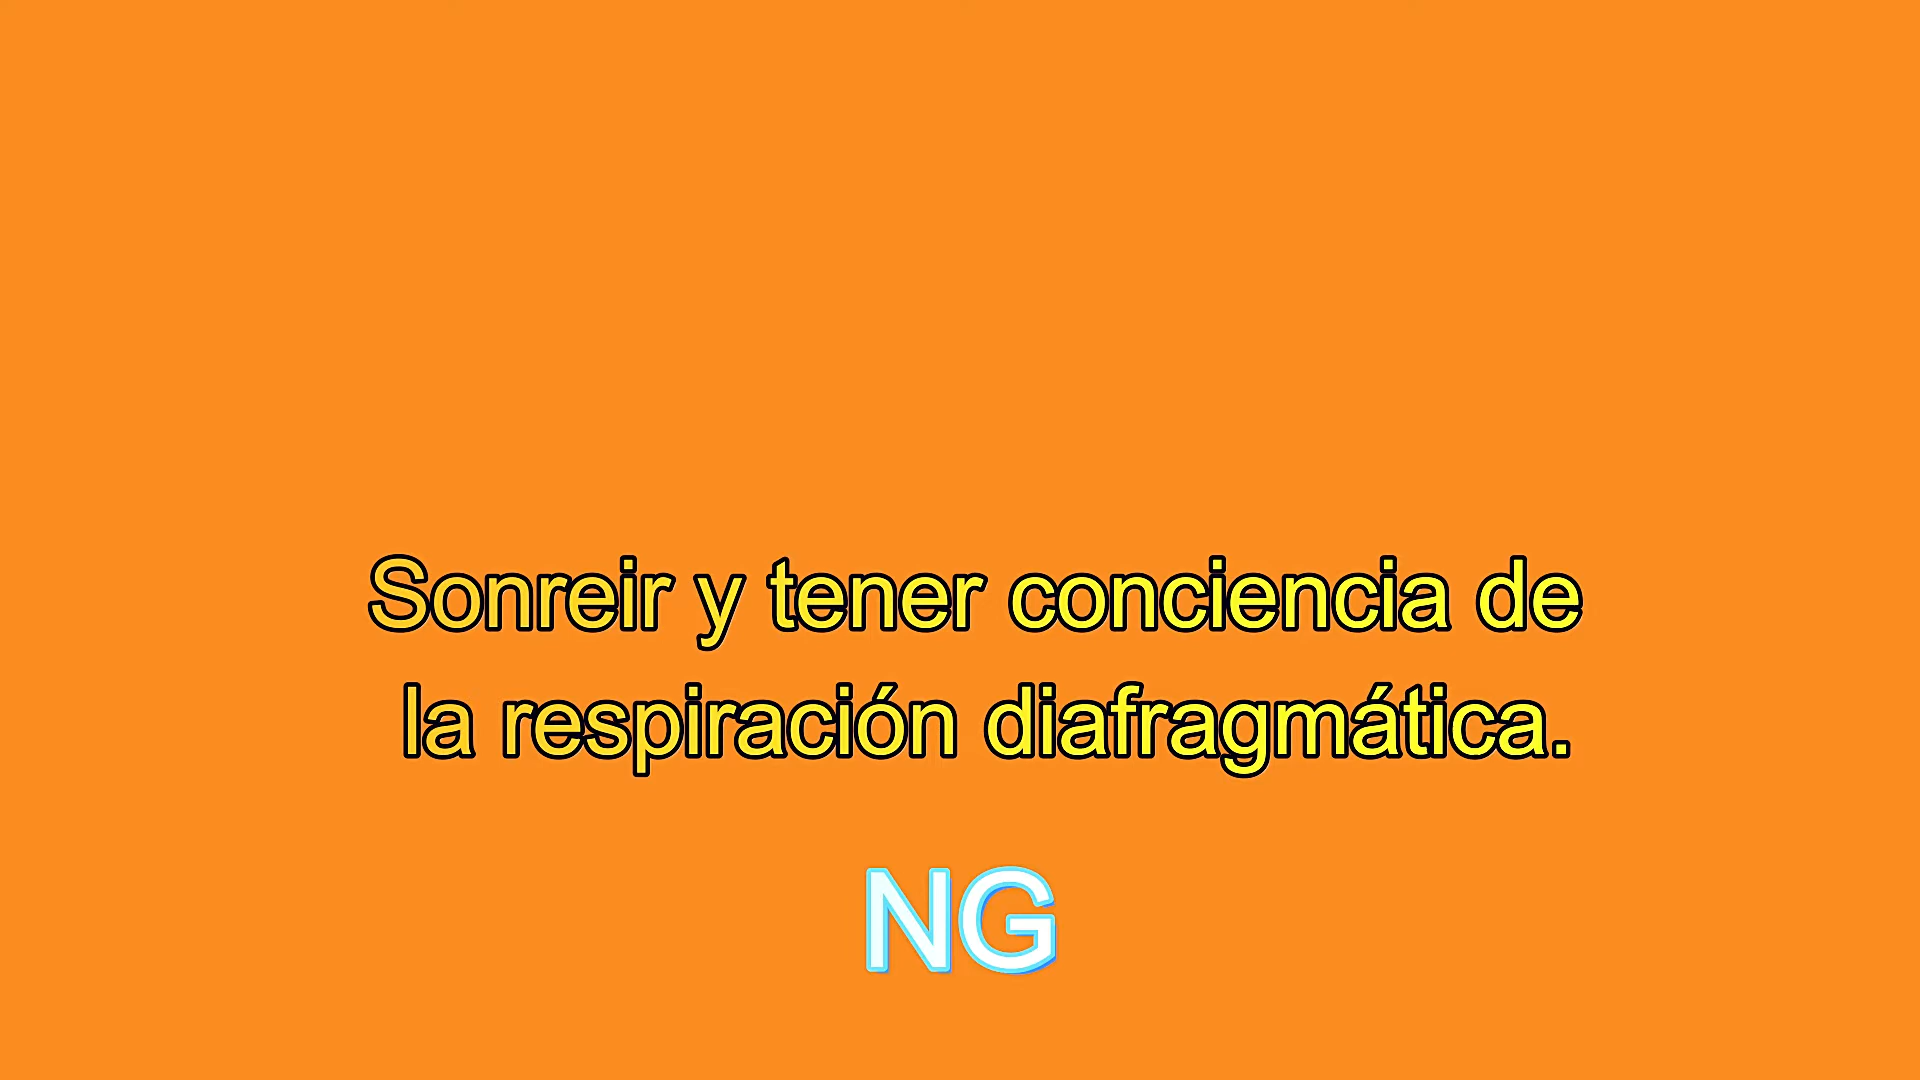 Sonreir y tener conciencia de
la respiración diafragmática.
NG